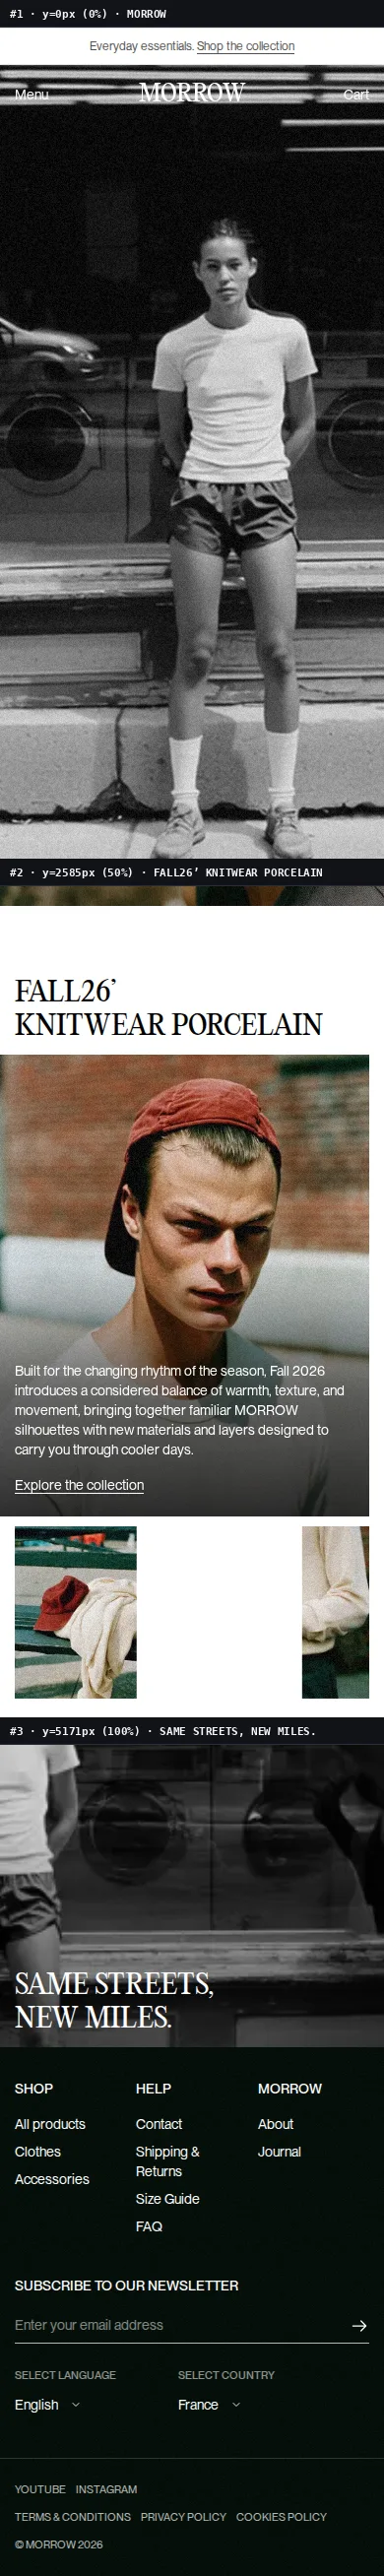 #1 · y=0px (0%) · MORROW
Everyday essentials. Shop the collection
Menu MORROW Cart
#2 · y=2585px (50%) · FALL26’ KNITWEAR PORCELAIN
FALL26’
KNITWEAR PORCELAIN
Built for the changing rhythm of the season, Fall 2026
introduces a considered balance of warmth, texture, and
movement, bringing together familiar MORROW
silhouettes with new materials and layers designed to
carry you through cooler days.
Explore the collection
#3 · y=5171px (100%) · SAME STREETS, NEW MILES.
SAME STREETS,
NEW MILES.
SHOP HELP MORROW
All products Contact About
Clothes Shipping & Journal
Returns
Accessories
Size Guide
FAQ
SUBSCRIBE TO OUR NEWSLETTER
Enter your email address
SELECT LANGUAGE SELECT COUNTRY
English France
YOUTUBE INSTAGRAM
TERMS & CONDITIONS PRIVACY POLICY COOKIES POLICY
© MORROW 2026